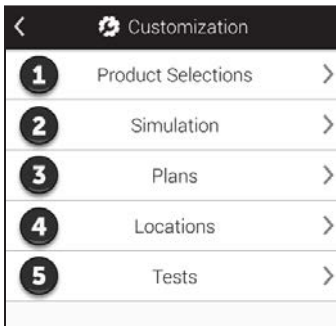 Customization
1 Product Selections
2 Simulation
3 Plans
4 Locations
5 Tests